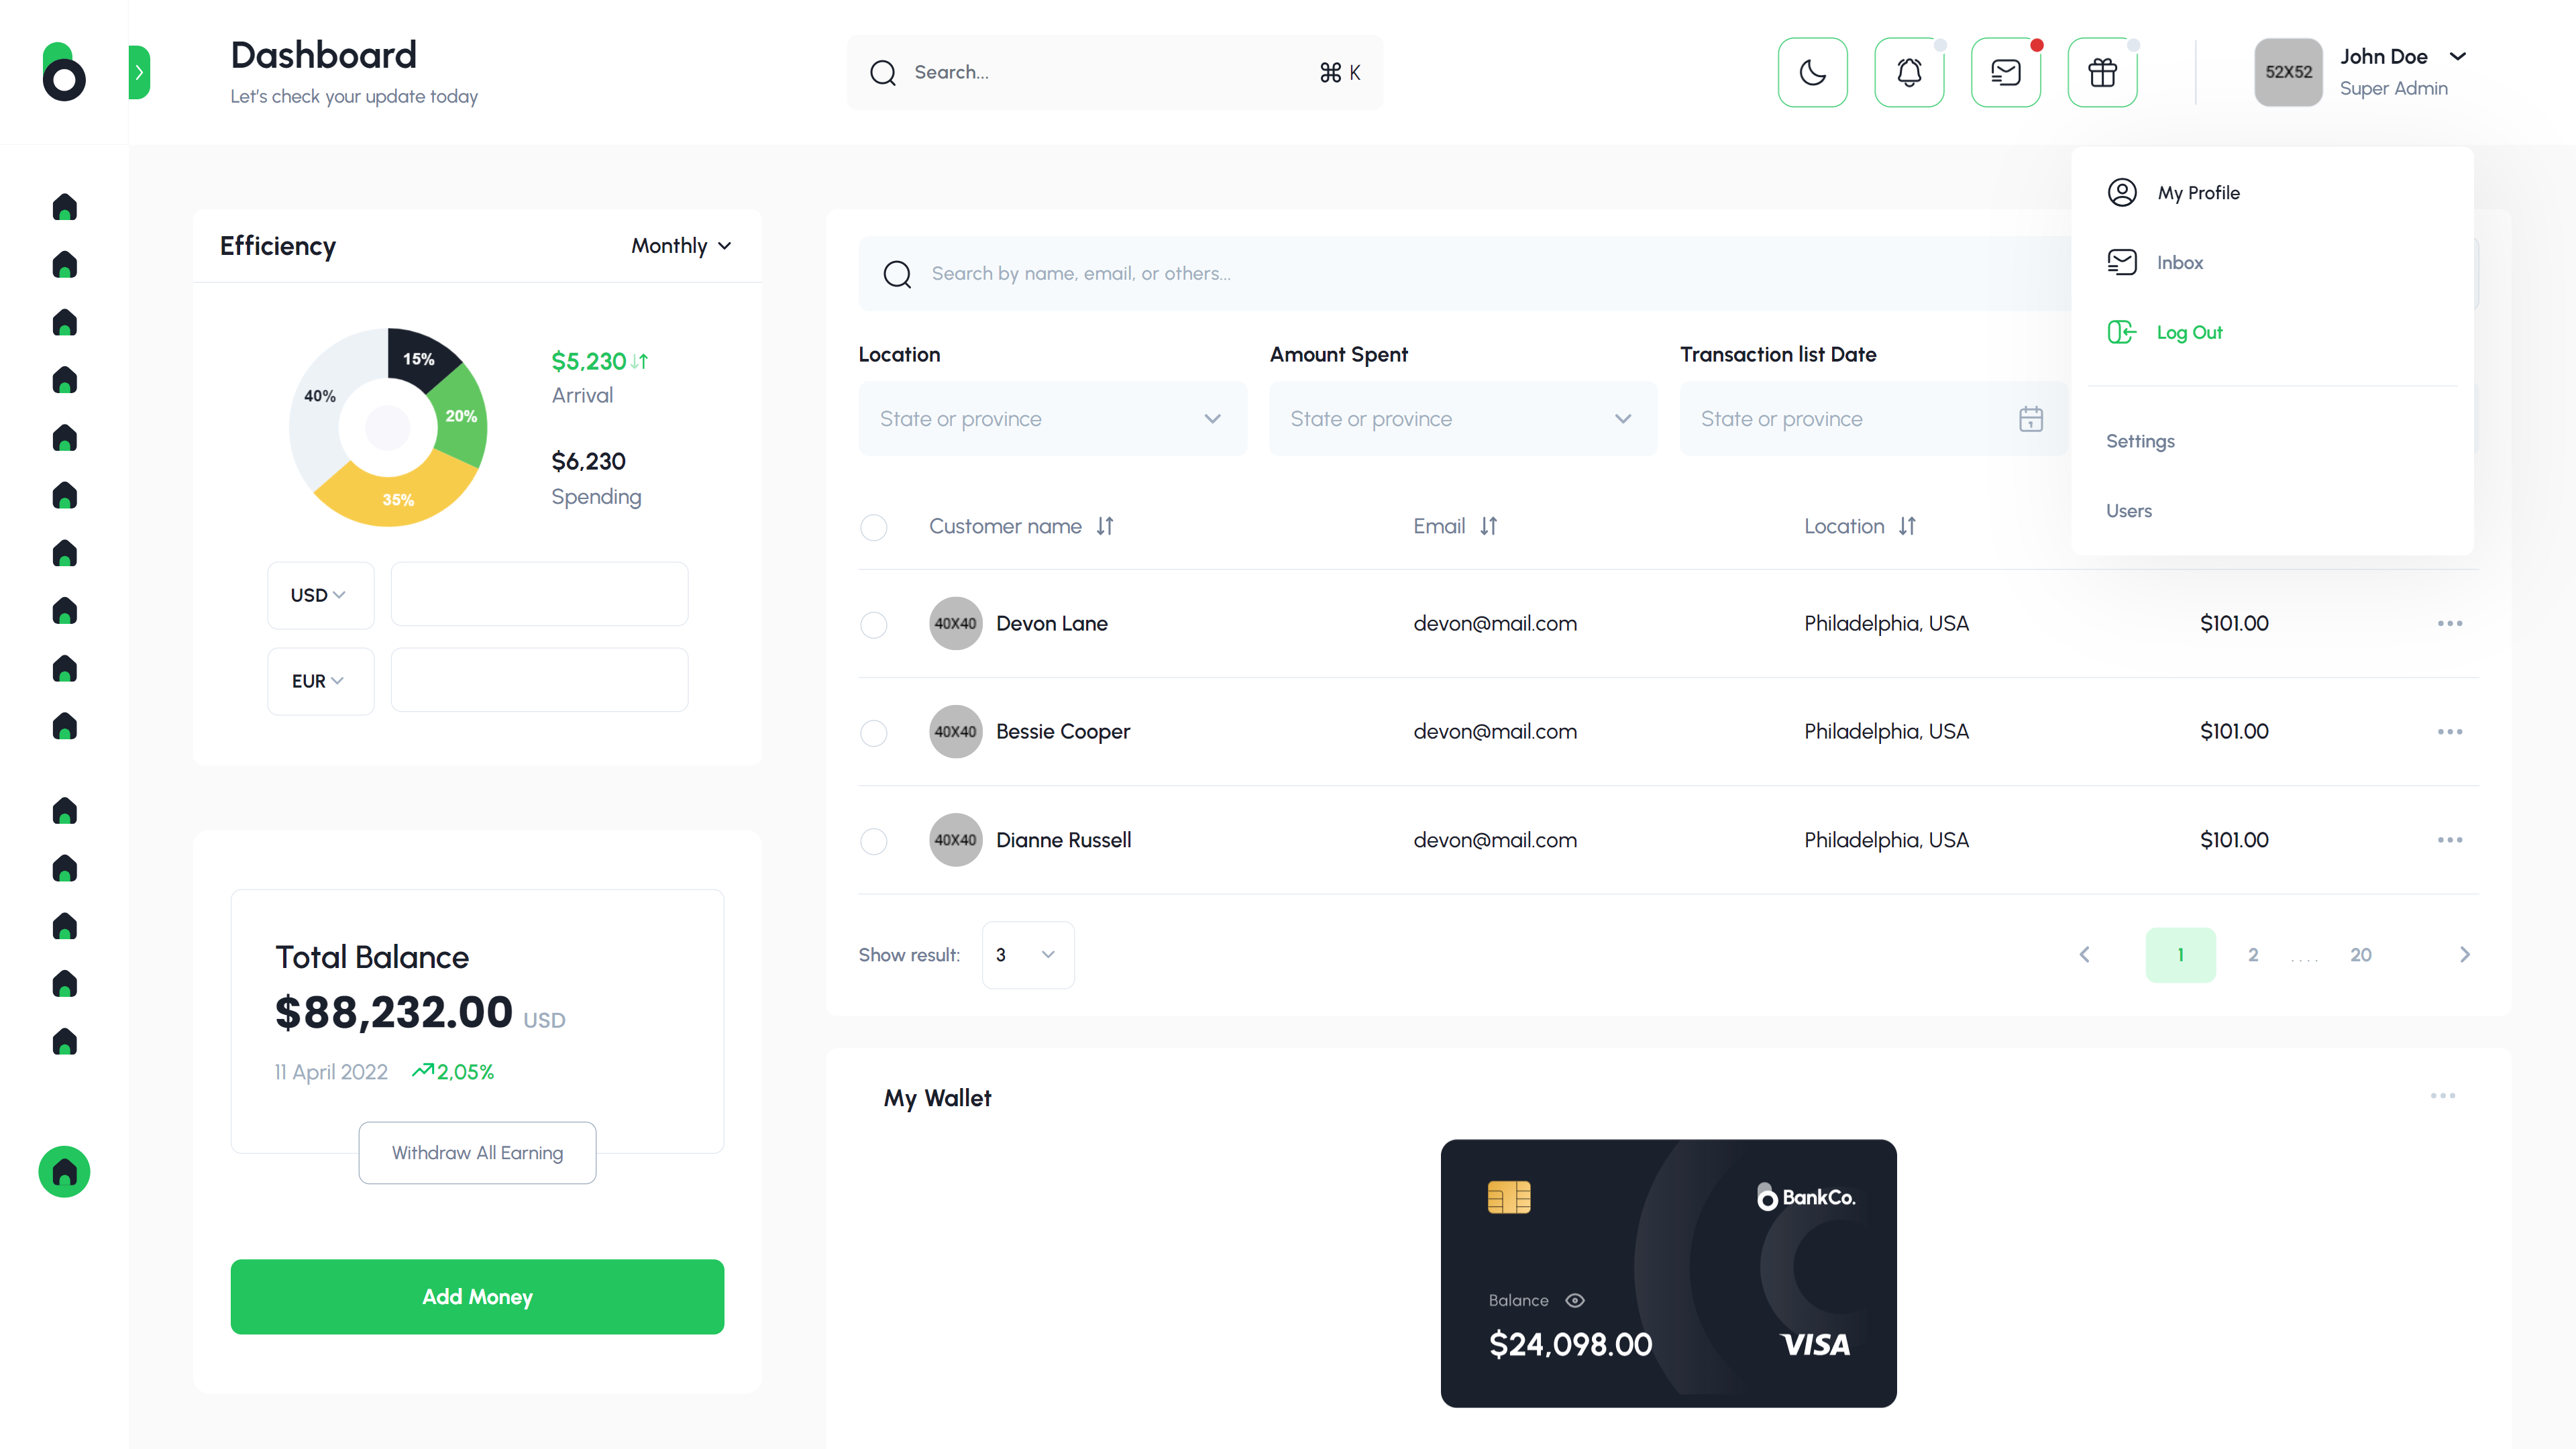 Dashboard
Let's check your update today
Search...
⌘ K
52X52
John Doe
Super Admin
My Profile
Inbox
Log Out
Settings
Users
Efficiency
Monthly
15%
20%
35%
40%
$5,230
Arrival
$6,230
Spending
USD
EUR
Total Balance
$88,232.00 USD
11 April 2022 2,05%
Withdraw All Earning
Add Money
Search by name, email, or others...
Location
Amount Spent
Transaction list Date
State or province
State or province
State or province
1
Customer name
Email
Location
40X40 Devon Lane devon@mail.com Philadelphia, USA $101.00
40X40 Bessie Cooper devon@mail.com Philadelphia, USA $101.00
40X40 Dianne Russell devon@mail.com Philadelphia, USA $101.00
Show result: 3
1 2 .... 20
My Wallet
BankCo.
Balance
$24,098.00
VISA